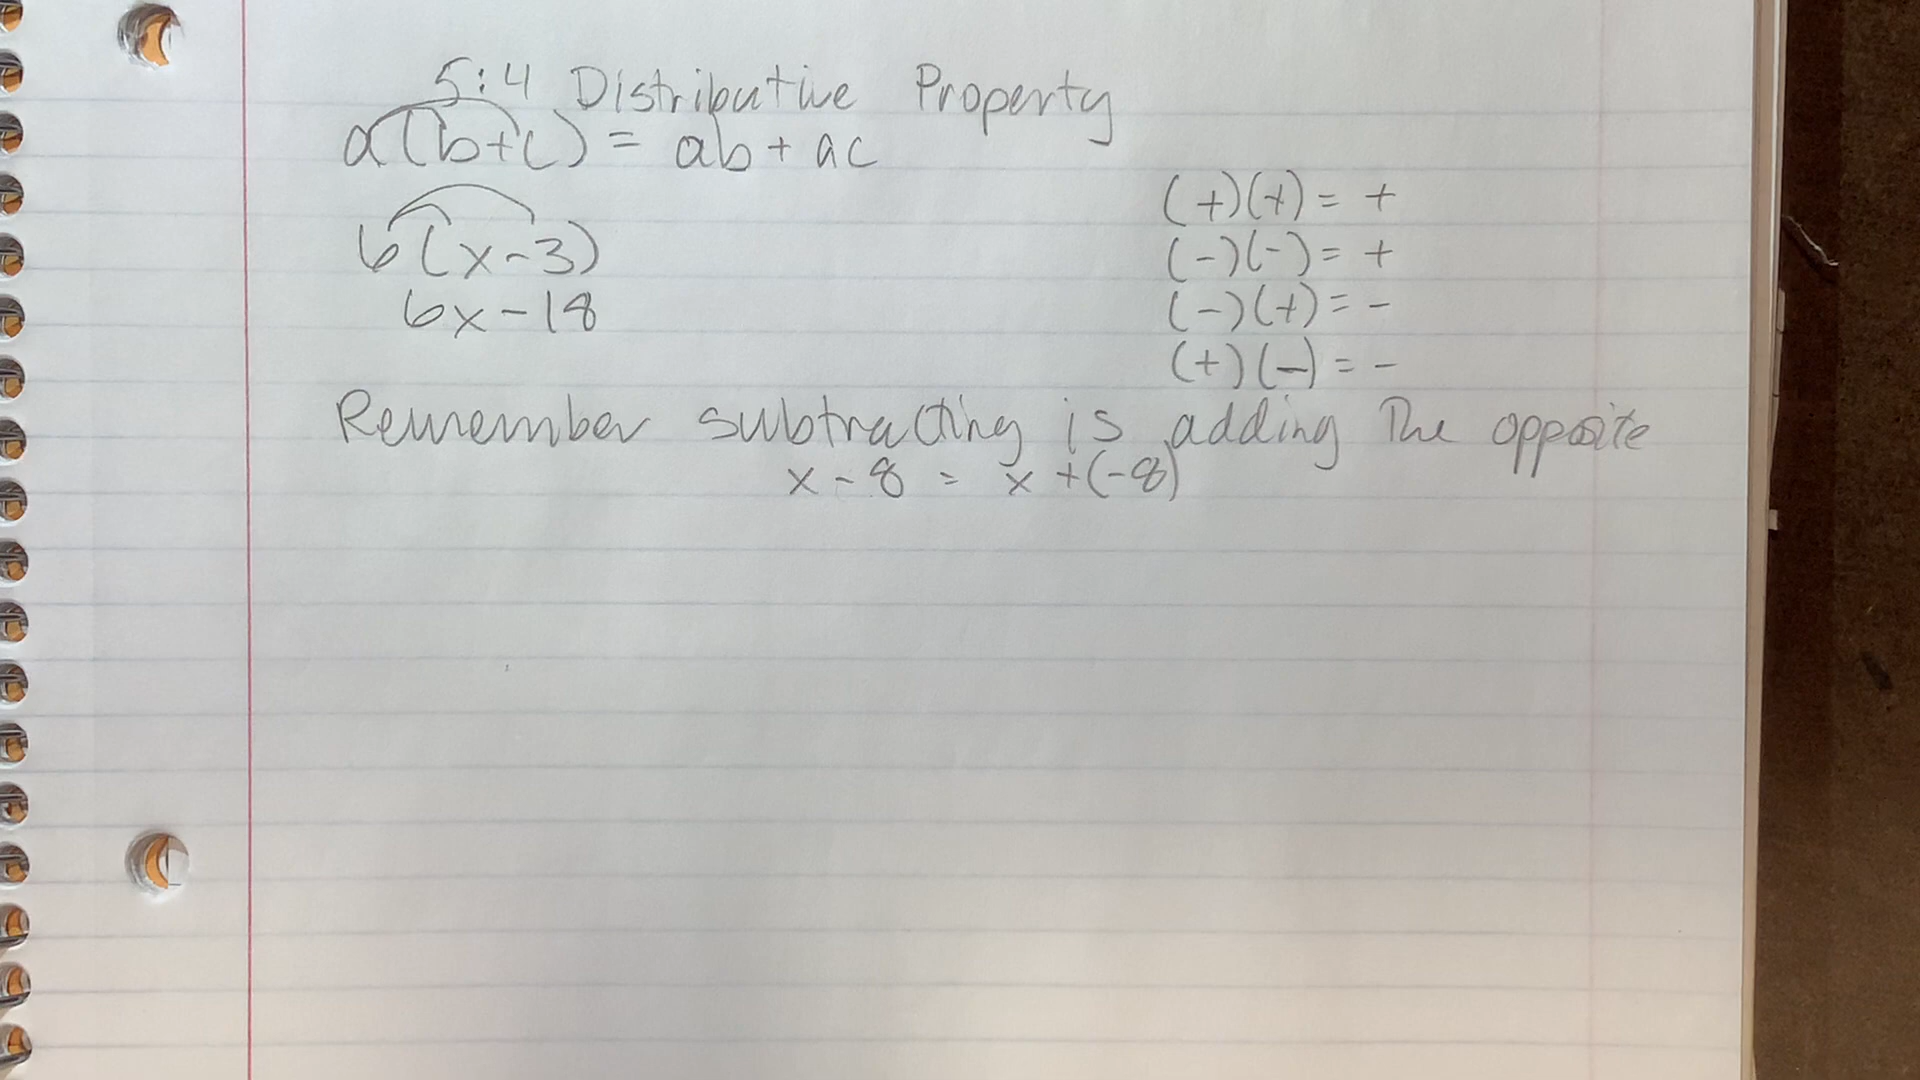 5:4 Distributive Property
a(b+c) = ab + ac
6(x-3)
6x-18
(+)(+) = +
(-)(-) = +
(-)(+) = -
(+)(-) = -
Remember subtracting is adding The opposite
x - 8 = x + (-8)